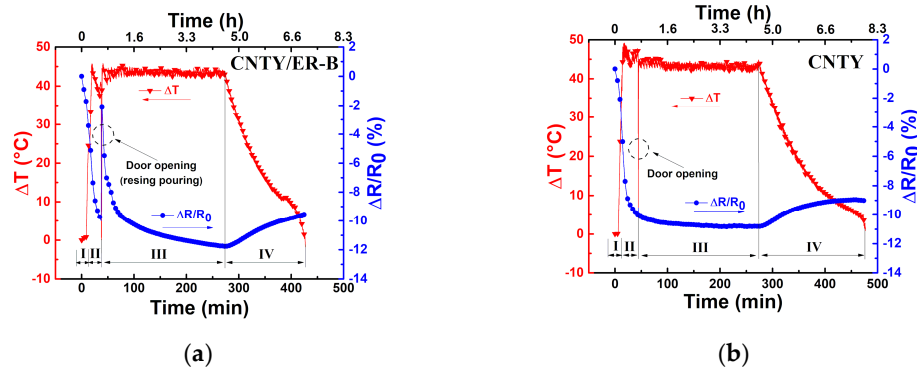 Time (h)
0 1.6 3.3 5.0 7.1 8.3
CNTY/ER-B
50
40
30
20
10
0
-10
ΔT (°C)
ΔT
Door opening
(resing pouring)
ΔR/R0
I II III IV
2
0
-2
-4
-6
-8
-10
-12
-14
ΔR/R0 (%)
0 100 200 300 400 500
Time (min)
(a)
Time (h)
0 1.6 3.3 5.0 7.1 8.3
CNTY
50
40
30
20
10
0
-10
ΔT (°C)
ΔT
Door opening
ΔR/R0
I II III IV
2
0
-2
-4
-6
-8
-10
-12
-14
ΔR/R0 (%)
0 100 200 300 400 500
Time (min)
(b)